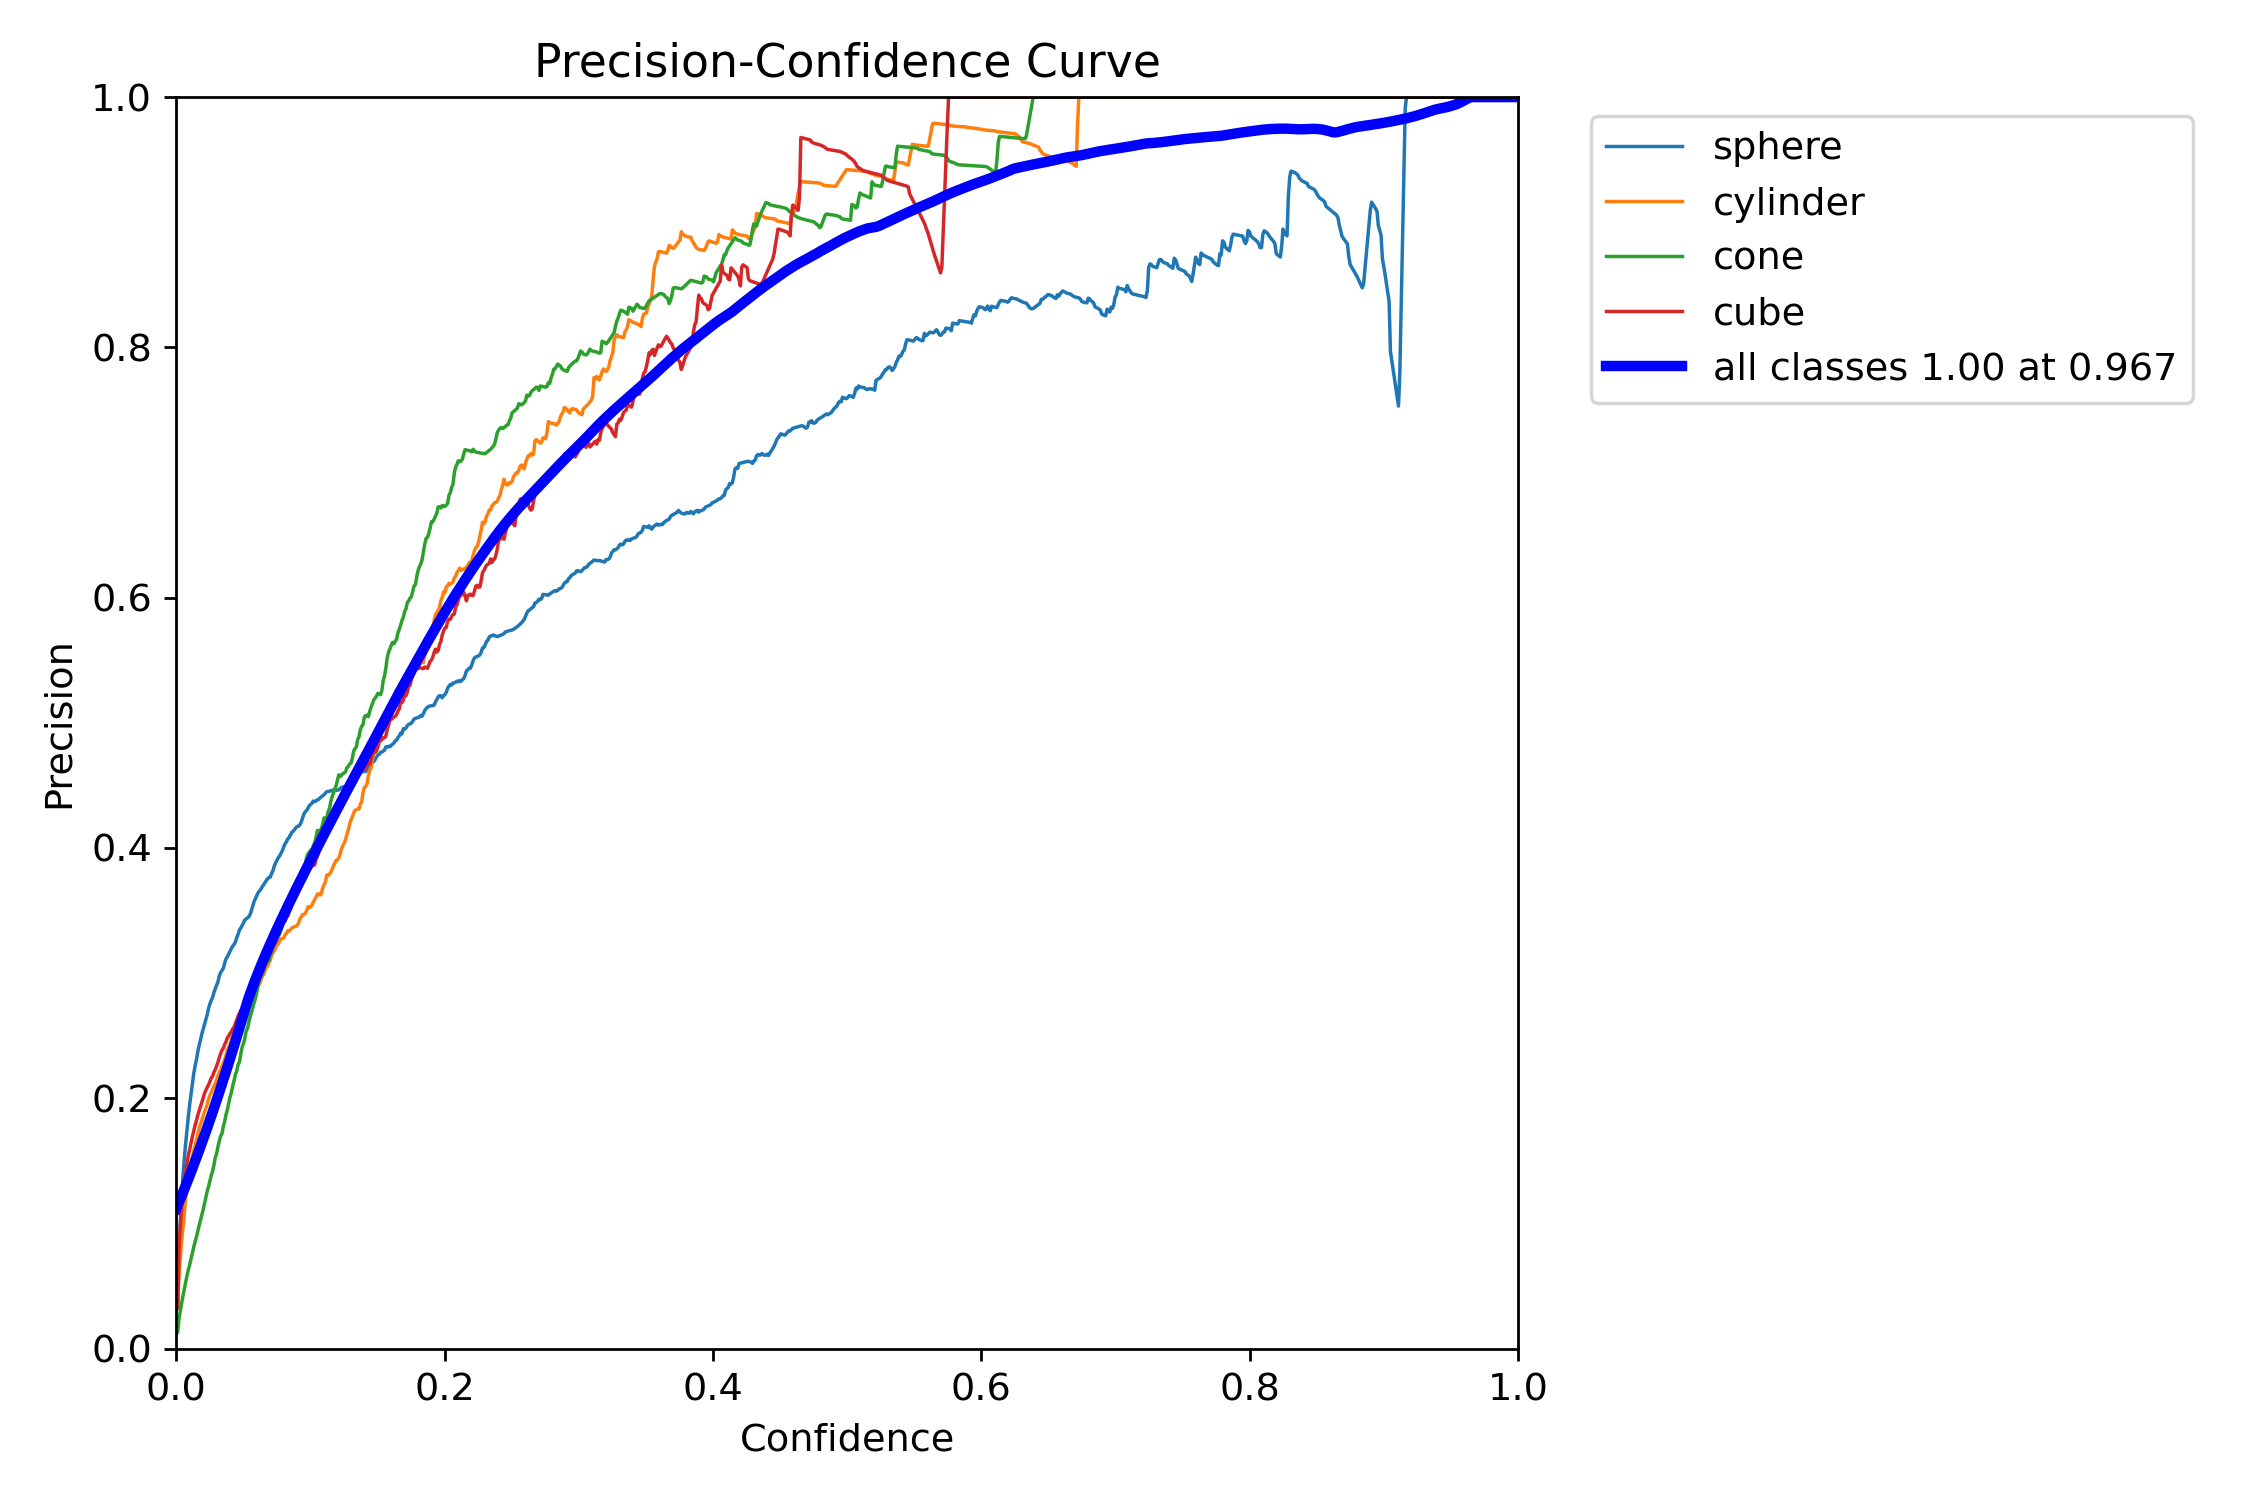 Precision-Confidence Curve
1.0
0.8
0.6
0.4
0.2
0.0
Precision
0.0 0.2 0.4 0.6 0.8 1.0
Confidence
sphere
cylinder
cone
cube
all classes 1.00 at 0.967